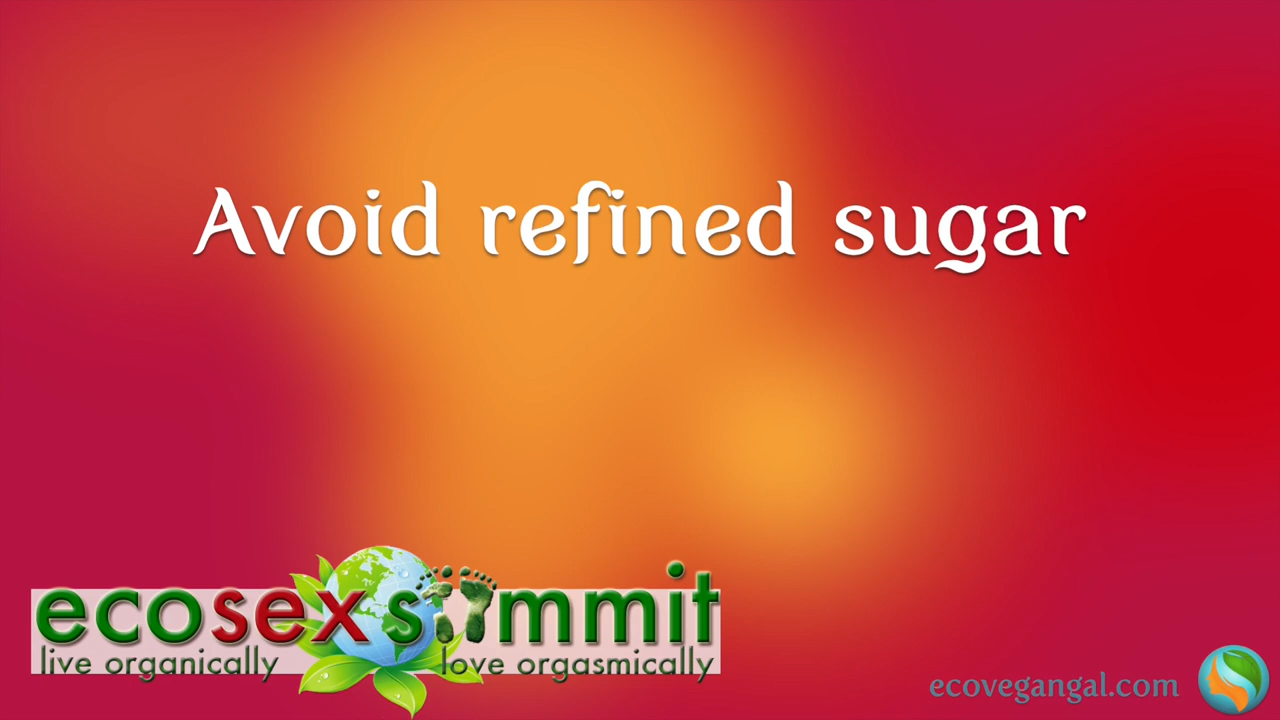 Avoid refined sugar
ecosexsummit
live organically love orgasmically
ecovegangal.com